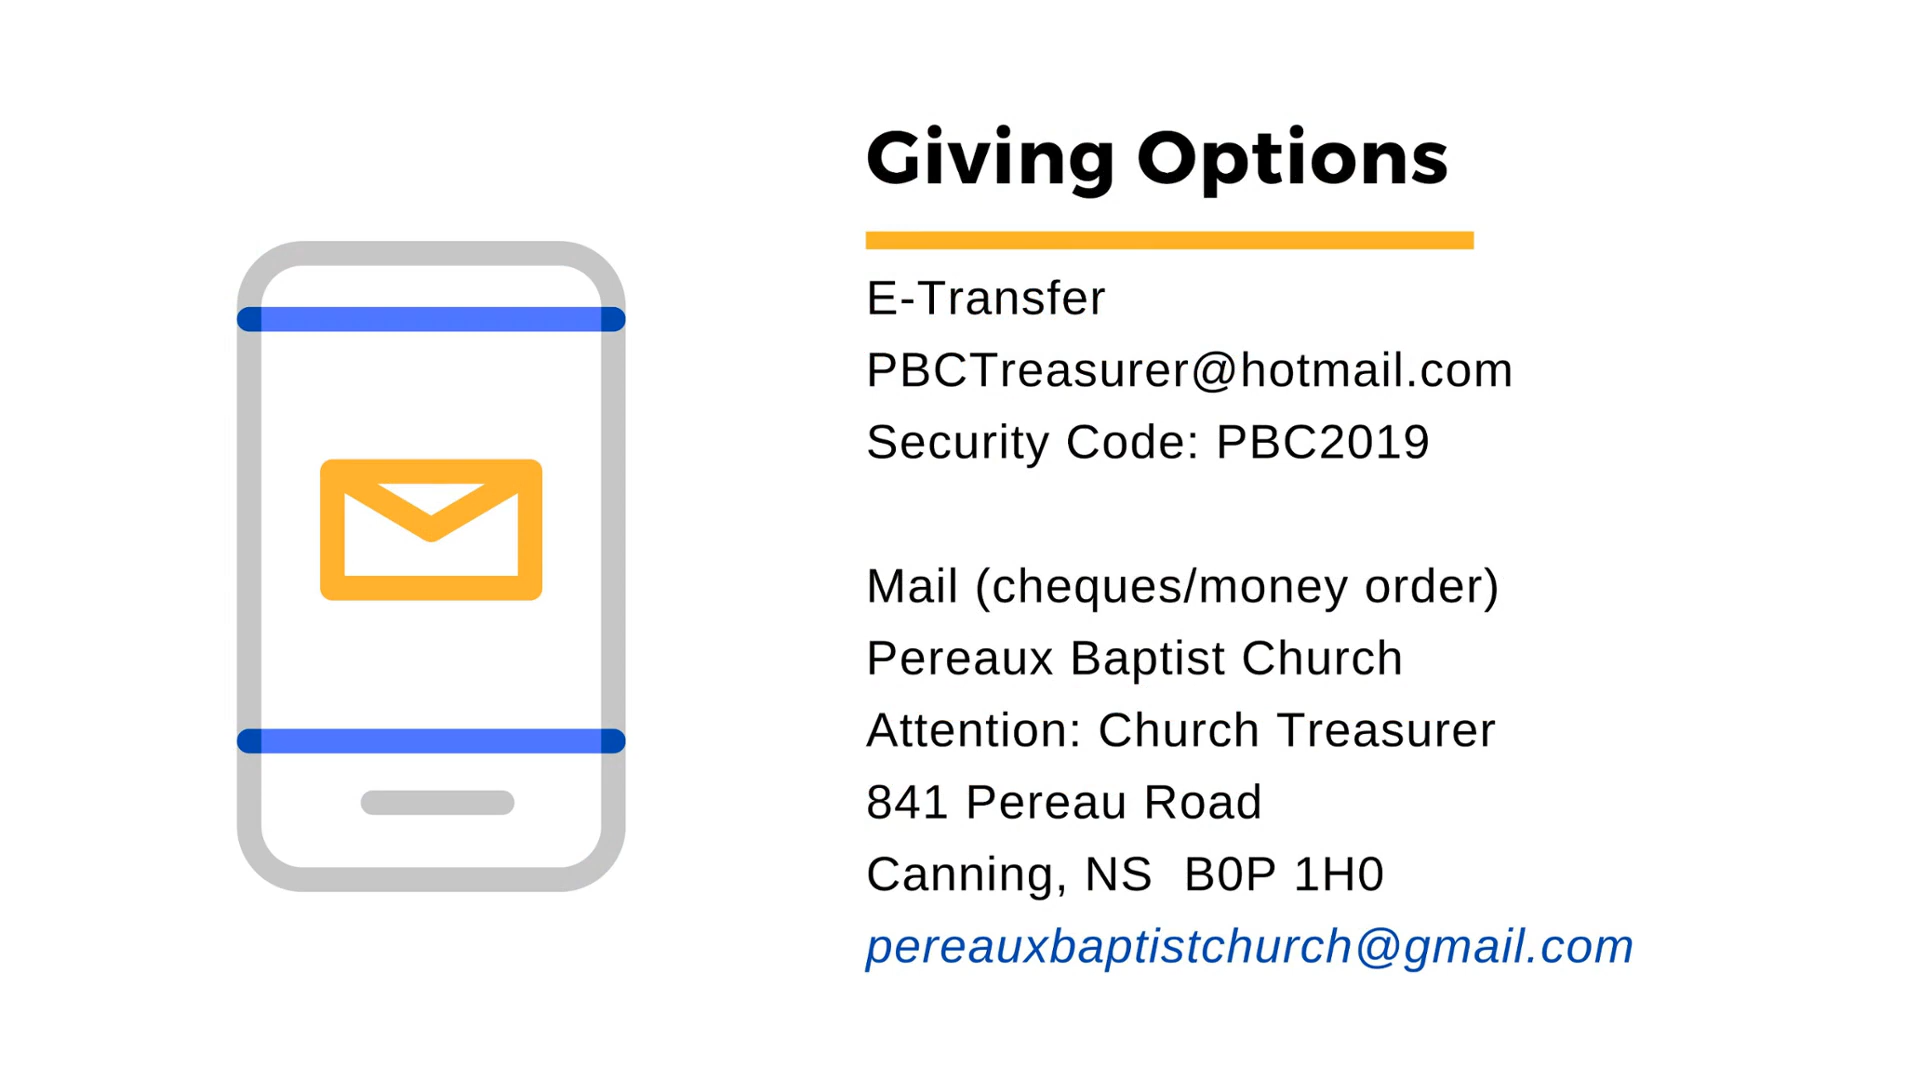 Giving Options
E-Transfer
PBCTreasurer@hotmail.com
Security Code: PBC2019
Mail (cheques/money order)
Pereaux Baptist Church
Attention: Church Treasurer
841 Pereau Road
Canning, NS  B0P 1H0
pereauxbaptistchurch@gmail.com